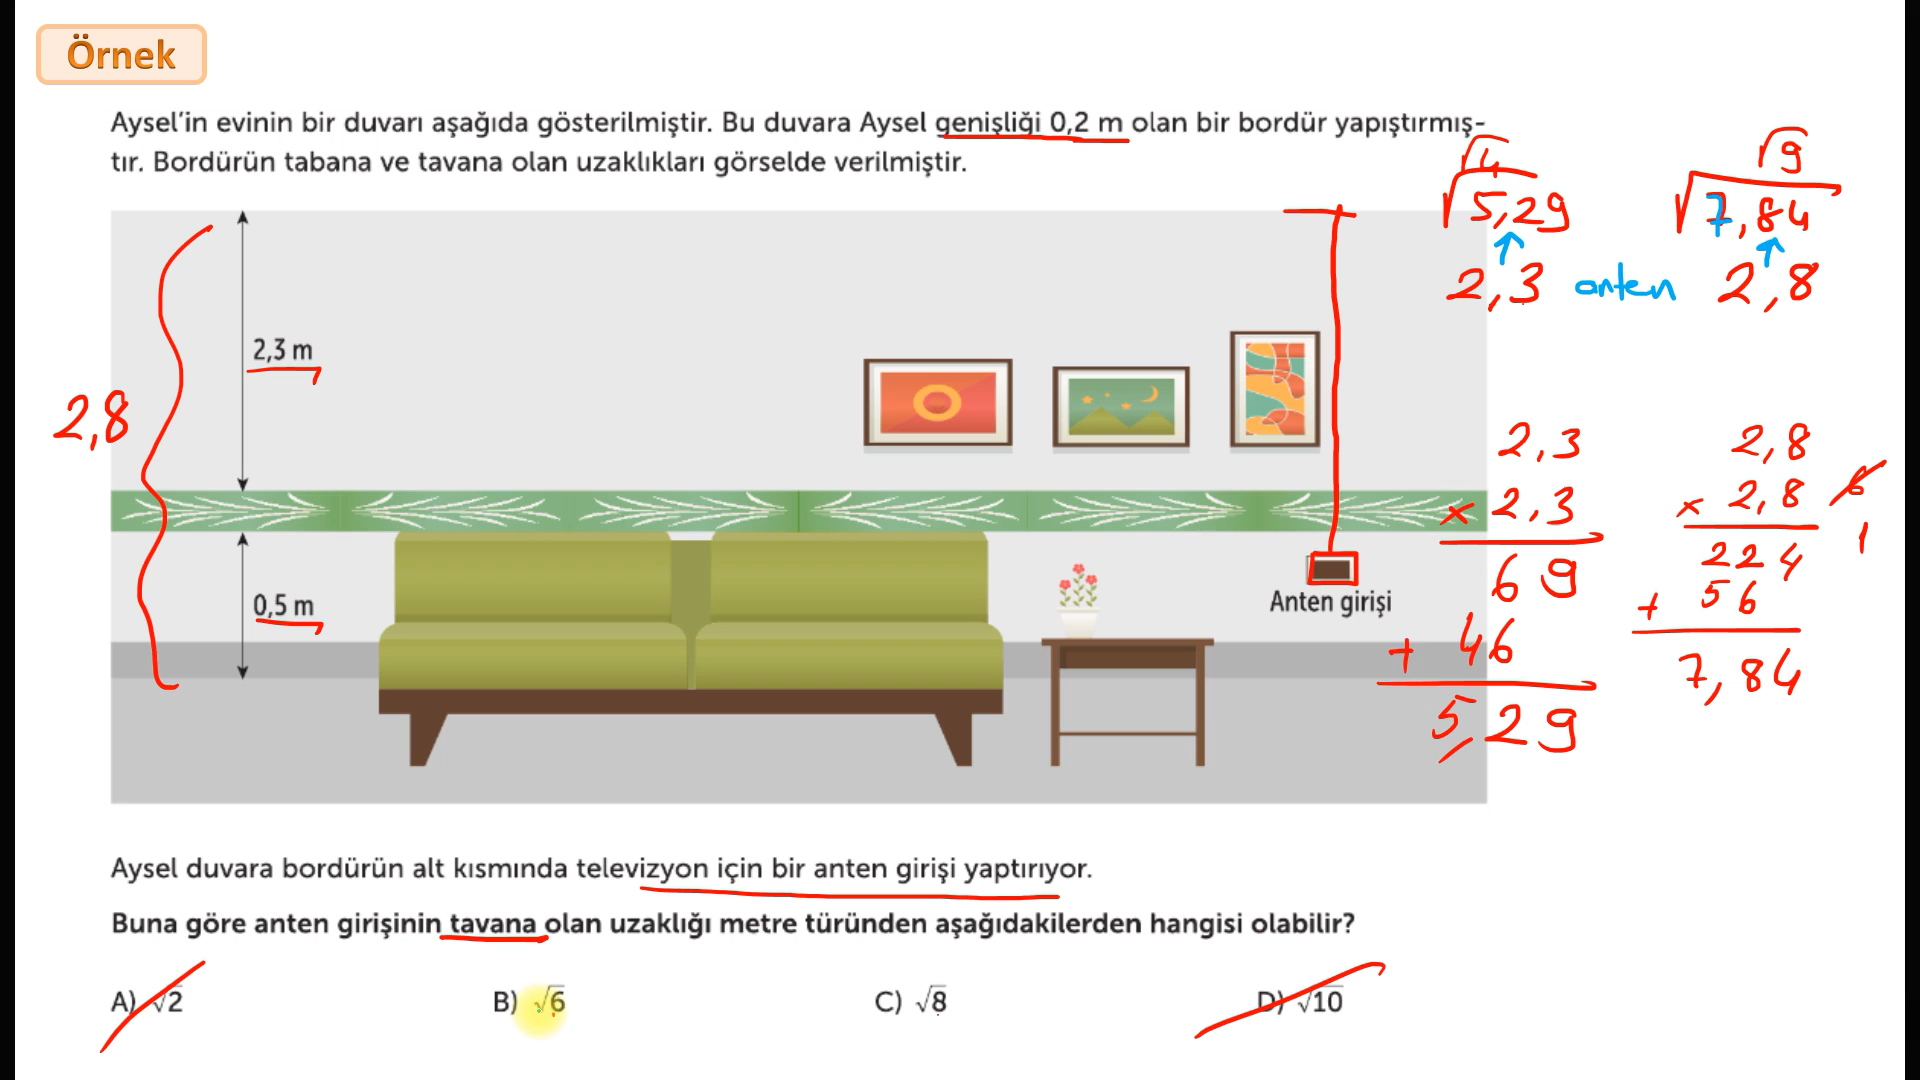 Örnek
Aysel’in evinin bir duvarı aşağıda gösterilmiştir. Bu duvara Aysel genişliği 0,2 m olan bir bordür yapıştırmış-
tır. Bordürün tabana ve tavana olan uzaklıkları görselde verilmiştir.
√4
√9
√5,29
√7,84
2,3 anten 2,8
2,3 m
2,8
0,5 m
Anten girişi
2,3
x 2,3
69
+ 46
5,29
2,8
x 2,8
6
1
224
+ 56
7,84
Aysel duvara bordürün alt kısmında televizyon için bir anten girişi yaptırıyor.
Buna göre anten girişinin tavana olan uzaklığı metre türünden aşağıdakilerden hangisi olabilir?
A) √2 B) √6 C) √8 D) √10